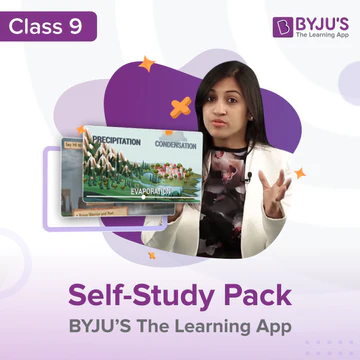 Class 9
BYJU'S
The Learning App
PRECIPITATION
CONDENSATION
EVAPORATION
Self-Study Pack
BYJU'S The Learning App